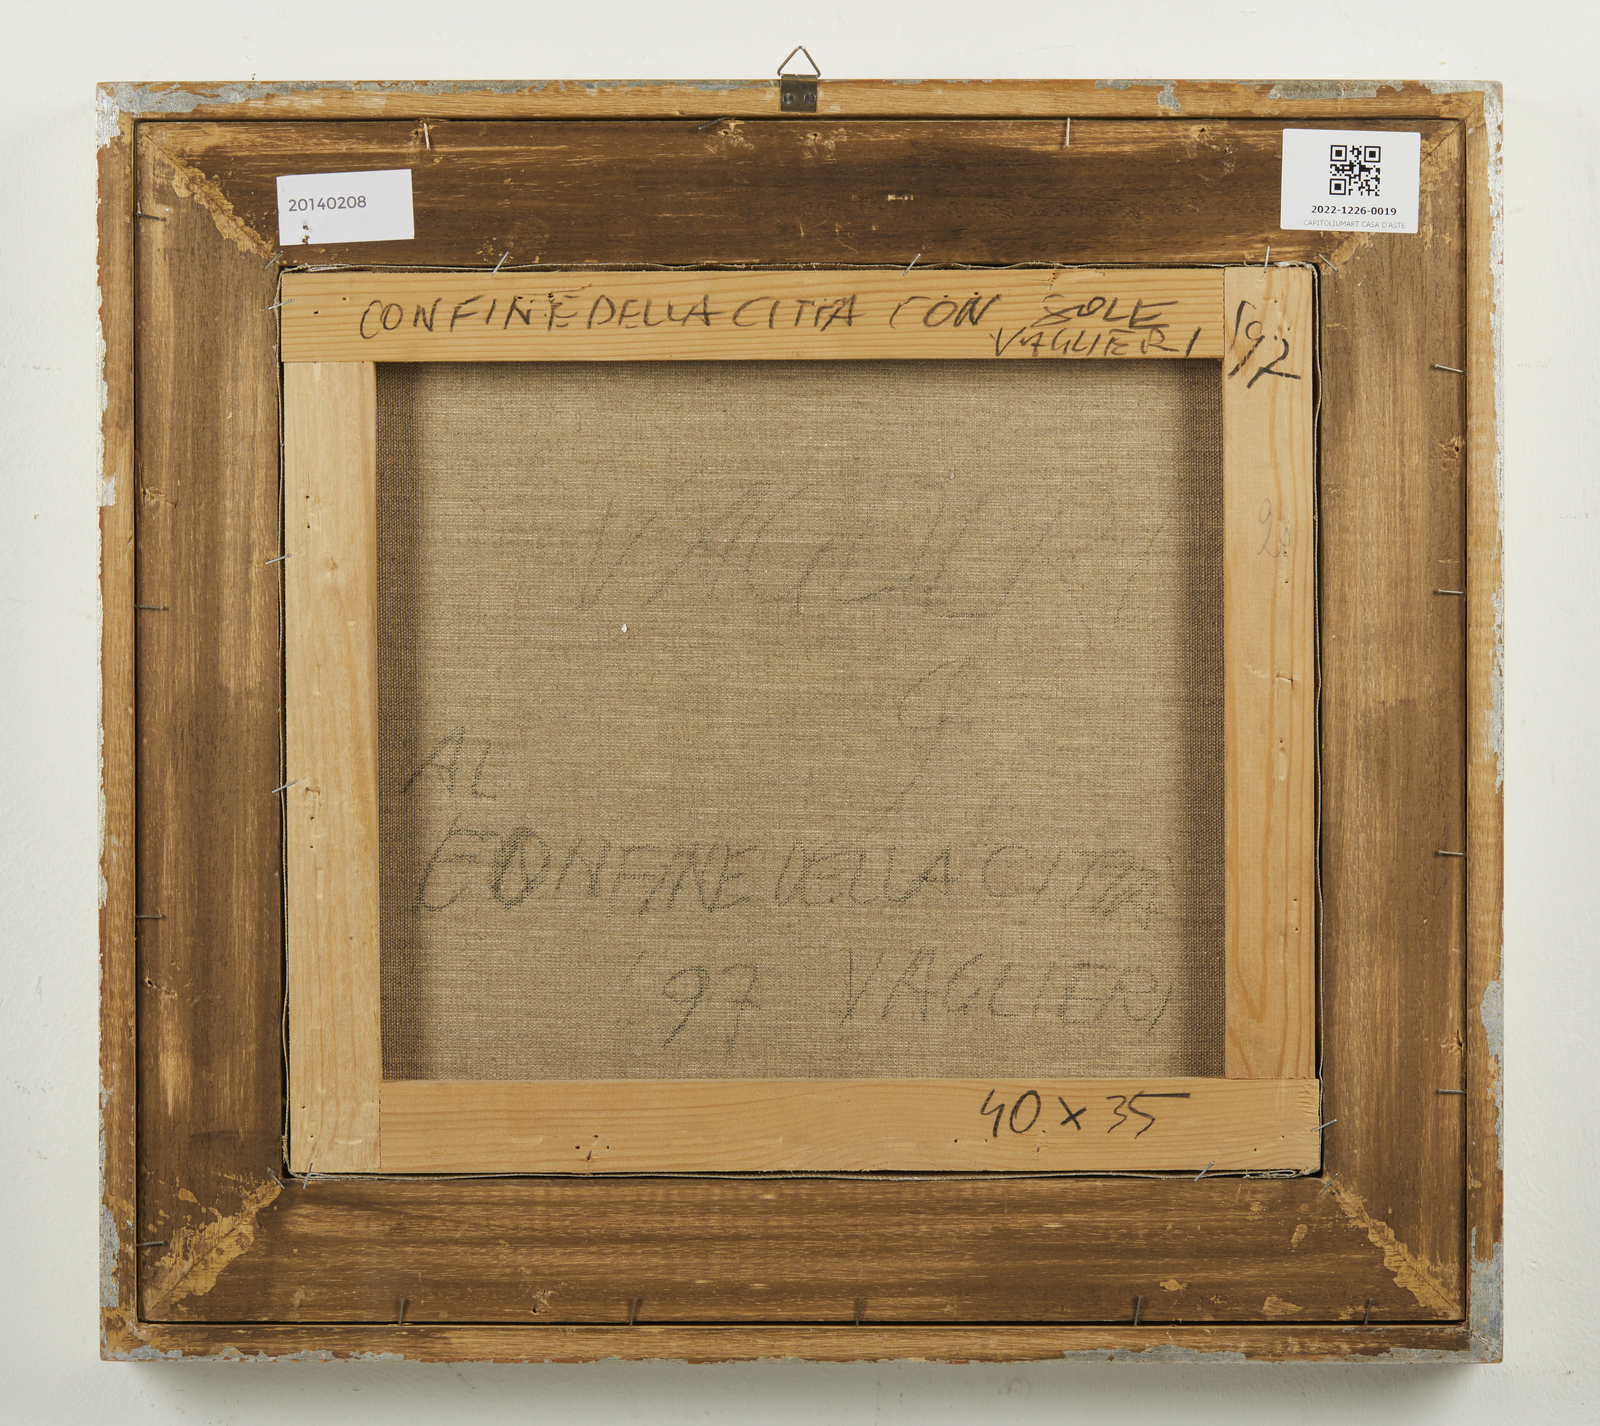 20140208
2022-1226-0019
CAPITOLIUMART CASA D'ASTE
CONFINE DELLA CITTA CON SOLE
VAGLIERI
'97
VAGLIERI
AL
CONFINE DELLA CITTA
'97 VAGLIERI
40 x 35